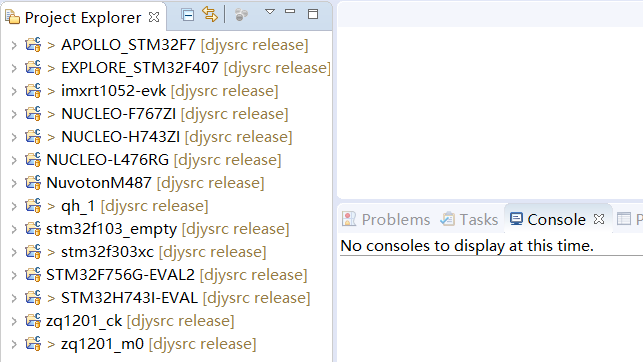 Project Explorer
> APOLLO_STM32F7 [djysrc release]
> EXPLORE_STM32F407 [djysrc release]
> imxrt1052-evk [djysrc release]
> NUCLEO-F767ZI [djysrc release]
> NUCLEO-H743ZI [djysrc release]
NUCLEO-L476RG [djysrc release]
NuvotonM487 [djysrc release]
> qh_1 [djysrc release]
stm32f103_empty [djysrc release]
> stm32f303xc [djysrc release]
STM32F756G-EVAL2 [djysrc release]
> STM32H743I-EVAL [djysrc release]
zq1201_ck [djysrc release]
> zq1201_m0 [djysrc release]
Problems Tasks Console P
No consoles to display at this time.